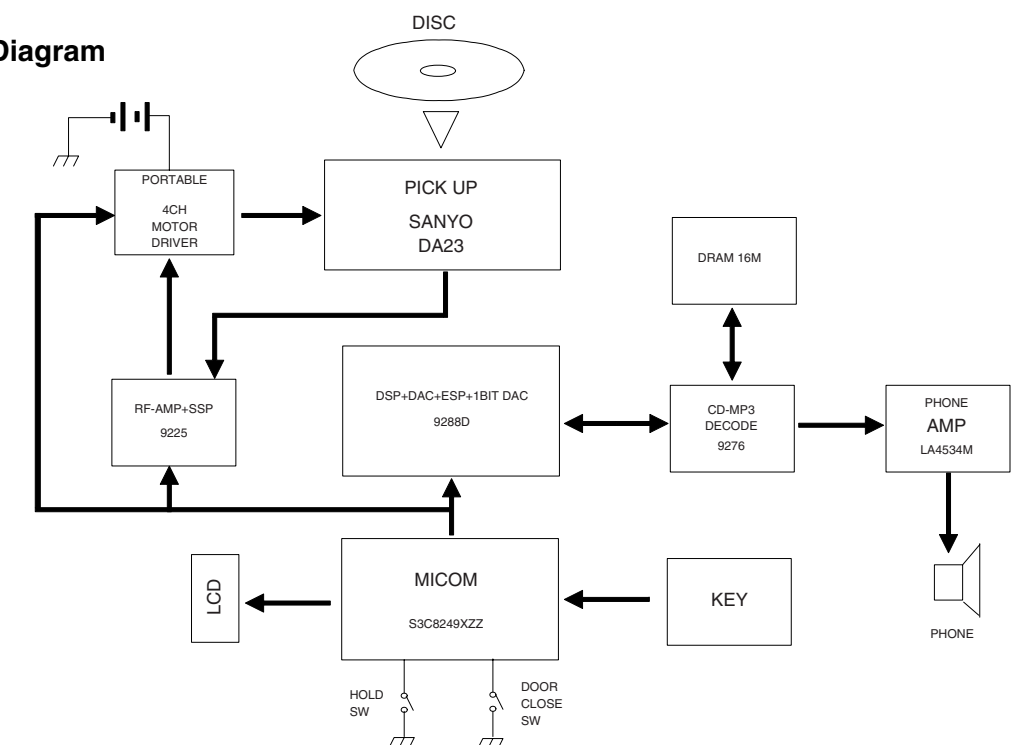 Diagram
DISC
PORTABLE
4CH
MOTOR
DRIVER
PICK UP
SANYO
DA23
DRAM 16M
RF-AMP+SSP
9225
DSP+DAC+ESP+1BIT DAC
9288D
CD-MP3
DECODE
9276
PHONE
AMP
LA4534M
LCD
MICOM
S3C8249XZZ
KEY
PHONE
HOLD
SW
DOOR
CLOSE
SW